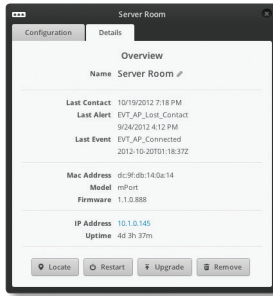 Server Room
Configuration Details
Overview
Name Server Room
Last Contact 10/19/2012 7:18 PM
Last Alert EVT_AP_Lost_Contact
9/24/2012 4:12 PM
Last Event EVT_AP_Connected
2012-10-20T01:18:37Z
Mac Address dc:9f:db:14:0a:14
Model mPort
Firmware 1.1.0.888
IP Address 10.1.0.145
Uptime 4d 3h 37m
Locate Restart Upgrade Remove